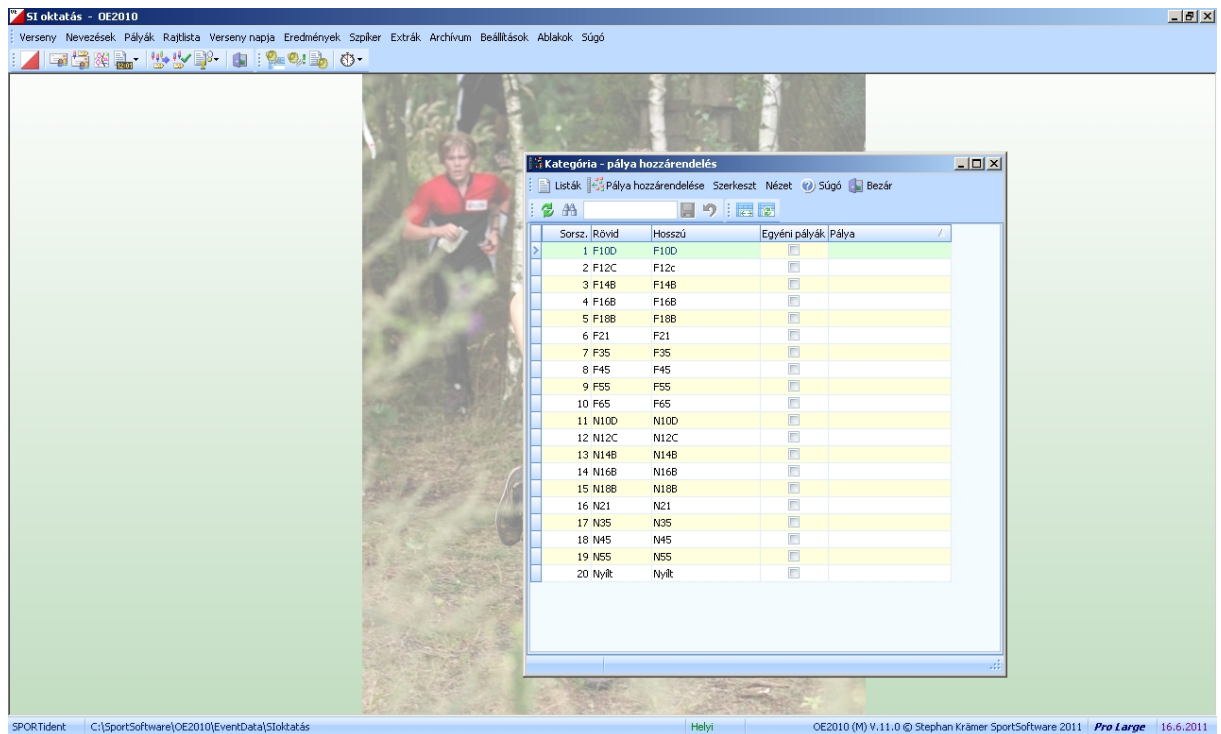 SI oktatás - OE2010
Verseny Nevezések Pályák Rajtlista Verseny napja Eredmények Szpíker Extrák Archívum Beállítások Ablakok Súgó
Kategória - pálya hozzárendelés
Listák Pálya hozzárendelése Szerkeszt Nézet Súgó Bezár
Sorsz. Rövid Hosszú Egyéni pályák Pálya
1 F10D F10D
2 F12C F12c
3 F14B F14B
4 F16B F16B
5 F18B F18B
6 F21 F21
7 F35 F35
8 F45 F45
9 F55 F55
10 F65 F65
11 N10D N10D
12 N12C N12C
13 N14B N14B
14 N16B N16B
15 N18B N18B
16 N21 N21
17 N35 N35
18 N45 N45
19 N55 N55
20 Nyílt Nyílt
SPORTident C:\SportSoftware\OE2010\EventData\SIoktatás Helyi OE2010 (M) V.11.0 © Stephan Krämer SportSoftware 2011 Pro Large 16.6.2011